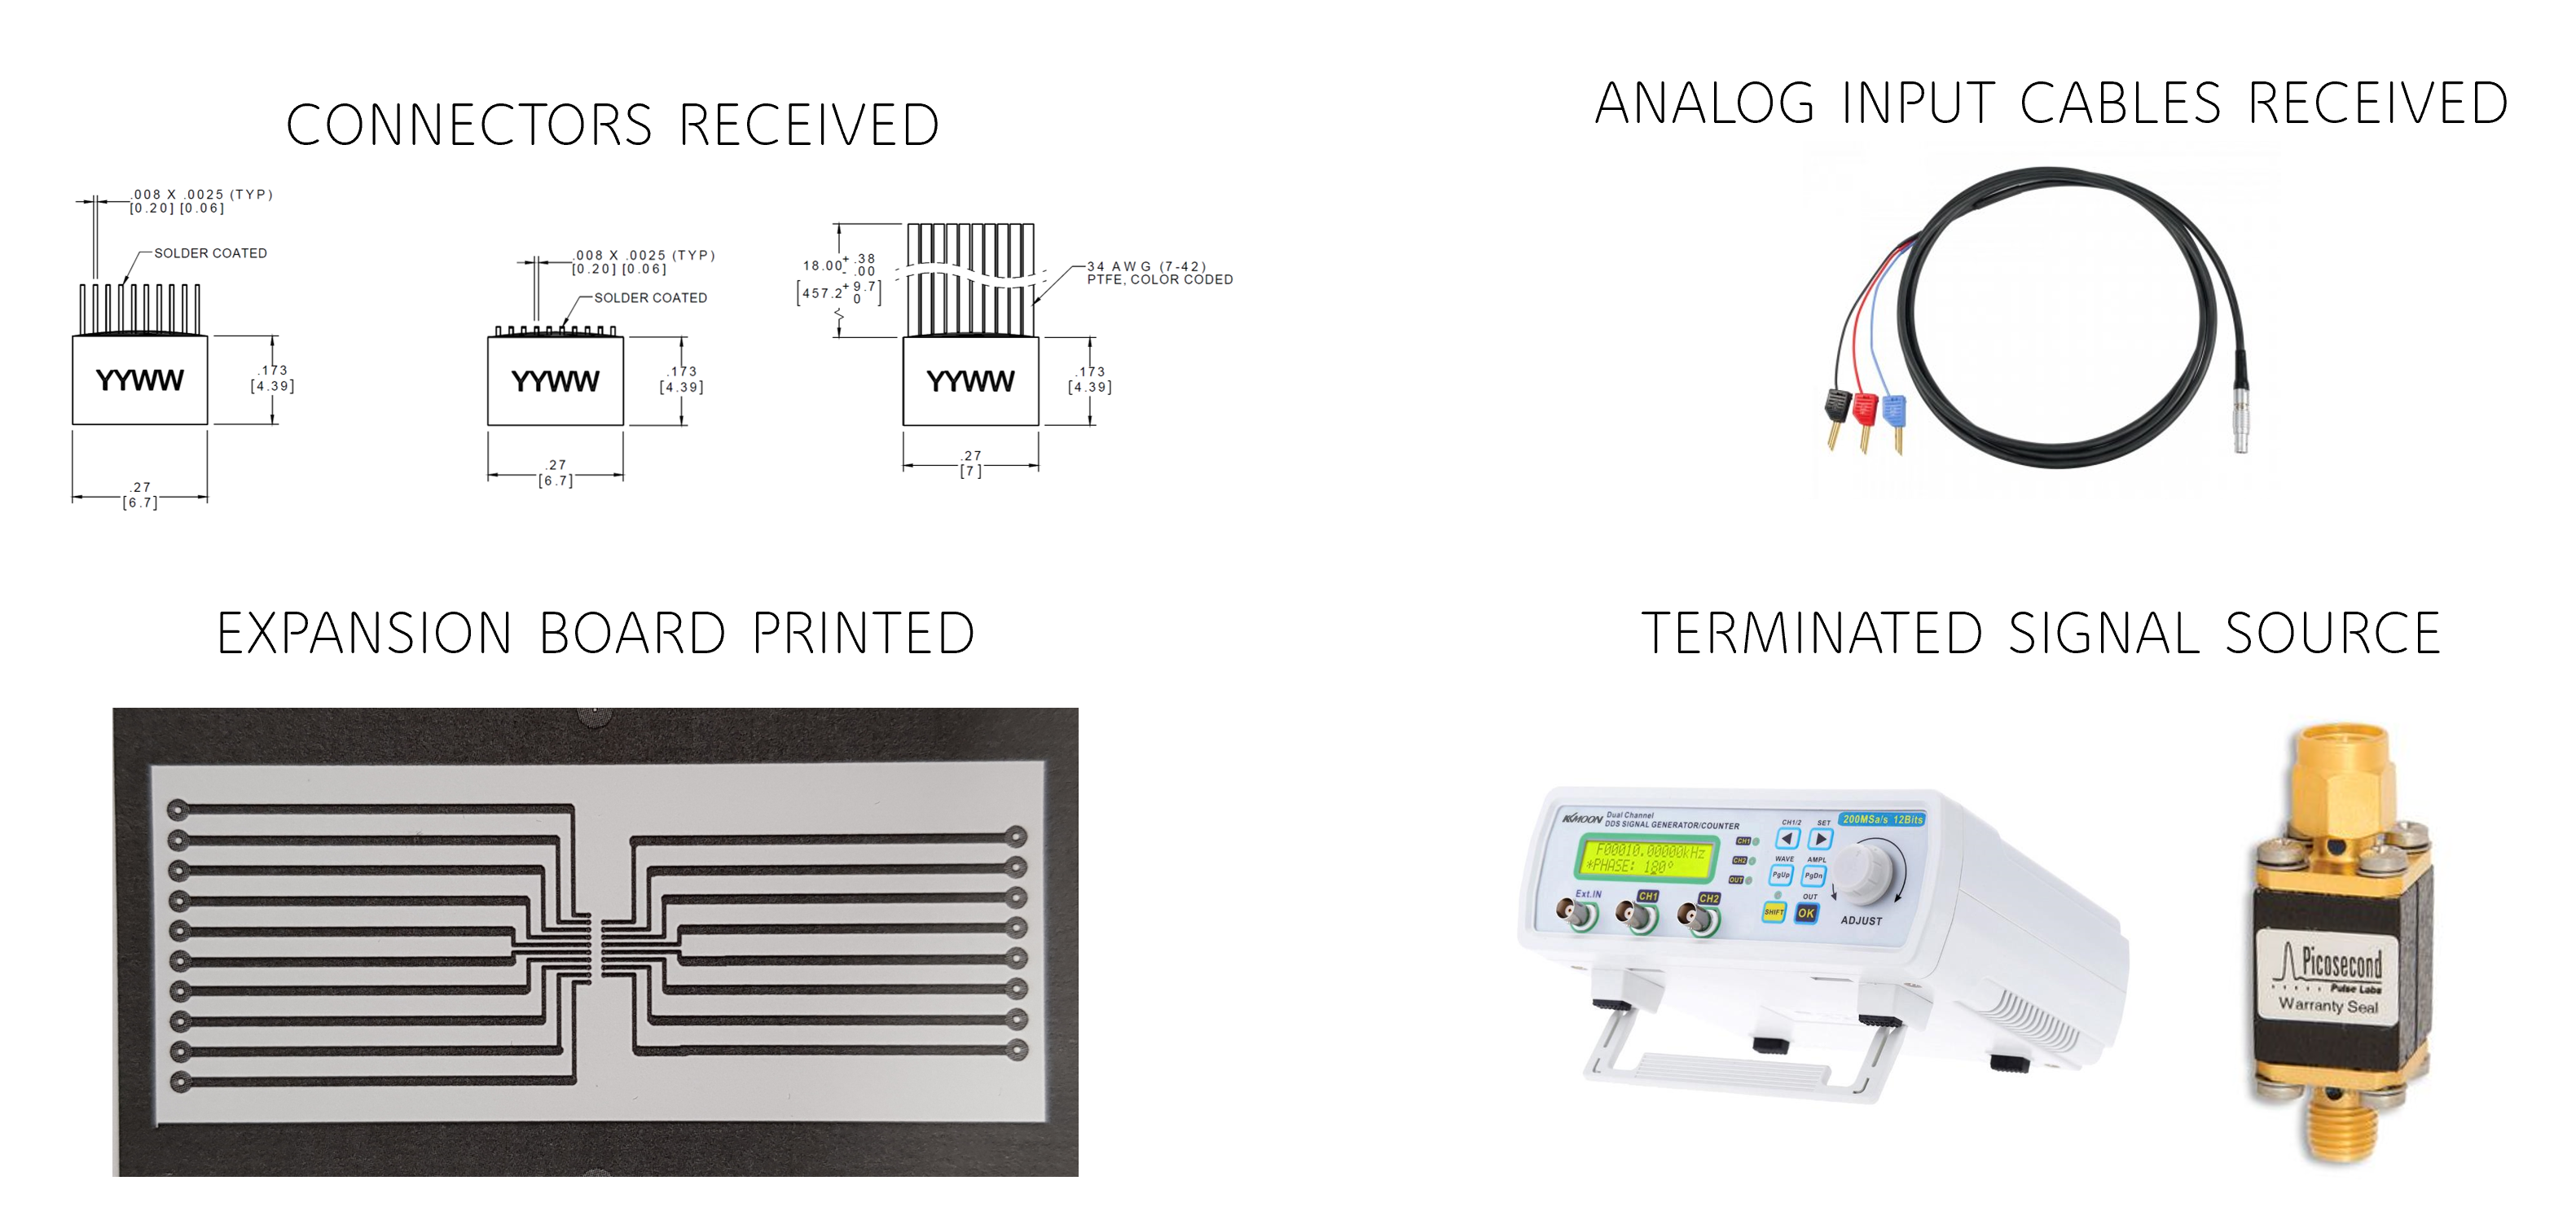 CONNECTORS RECEIVED
.008 X .0025 (TYP)
[0.20] [0.06]
SOLDER COATED
YYWW
.173
[4.39]
.27
[6.7]
.008 X .0025 (TYP)
[0.20] [0.06]
SOLDER COATED
YYWW
.173
[4.39]
.27
[6.7]
18.00 + .38
- .00
[457.2 + 9.7
0]
34 AWG (7-42)
PTFE, COLOR CODED
YYWW
.173
[4.39]
.27
[7]
ANALOG INPUT CABLES RECEIVED
EXPANSION BOARD PRINTED
TERMINATED SIGNAL SOURCE
KKMOON
Dual Channel
DDS SIGNAL GENERATOR/COUNTER
200MSa/s 12Bits
F00010.00000kHz
*PHASE: 180°
CH1
CH2
OUT
CH1/2 SET
WAVE AMPL
PgUp PgDn
OUT
SHIFT OK
ADJUST
Ext.IN CH1 CH2
Picosecond
Pulse Labs
Warranty Seal